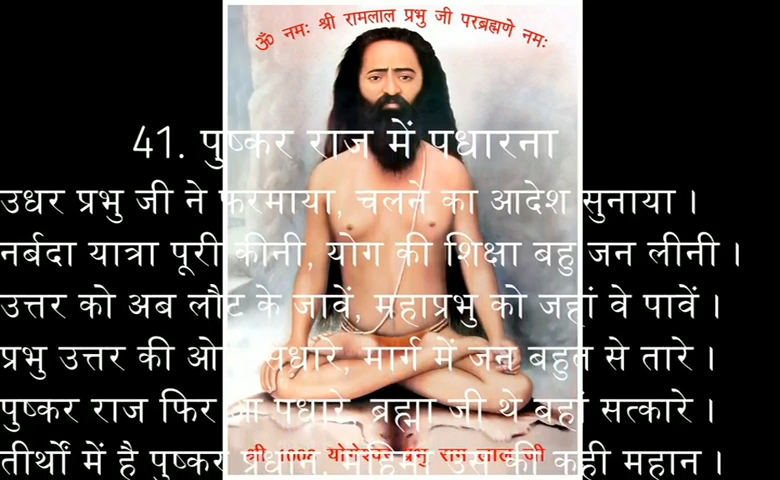 ॐ नमः श्री रामलाल प्रभु जी परब्रह्मणे नमः
41. पुष्कर राज में पधारना
उधर प्रभु जी ने फरमाया, चलने का आदेश सुनाया ।
नर्बदा यात्रा पूरी कीनी, योग की शिक्षा बहु जन लीनी ।
उत्तर को अब लौट के जावें, महाप्रभु को जहां वे पावें ।
प्रभु उत्तर की ओर सिधारे, मार्ग में जन बहुत से तारे ।
पुष्कर राज फिर आ पधारे, ब्रह्मा जी थे बहां सत्कारे ।
तीर्थों में है पुष्कर प्रधान, महिमा उस की कही महान ।
श्री 1008 योगेश्वर प्रभु राम लाल जी